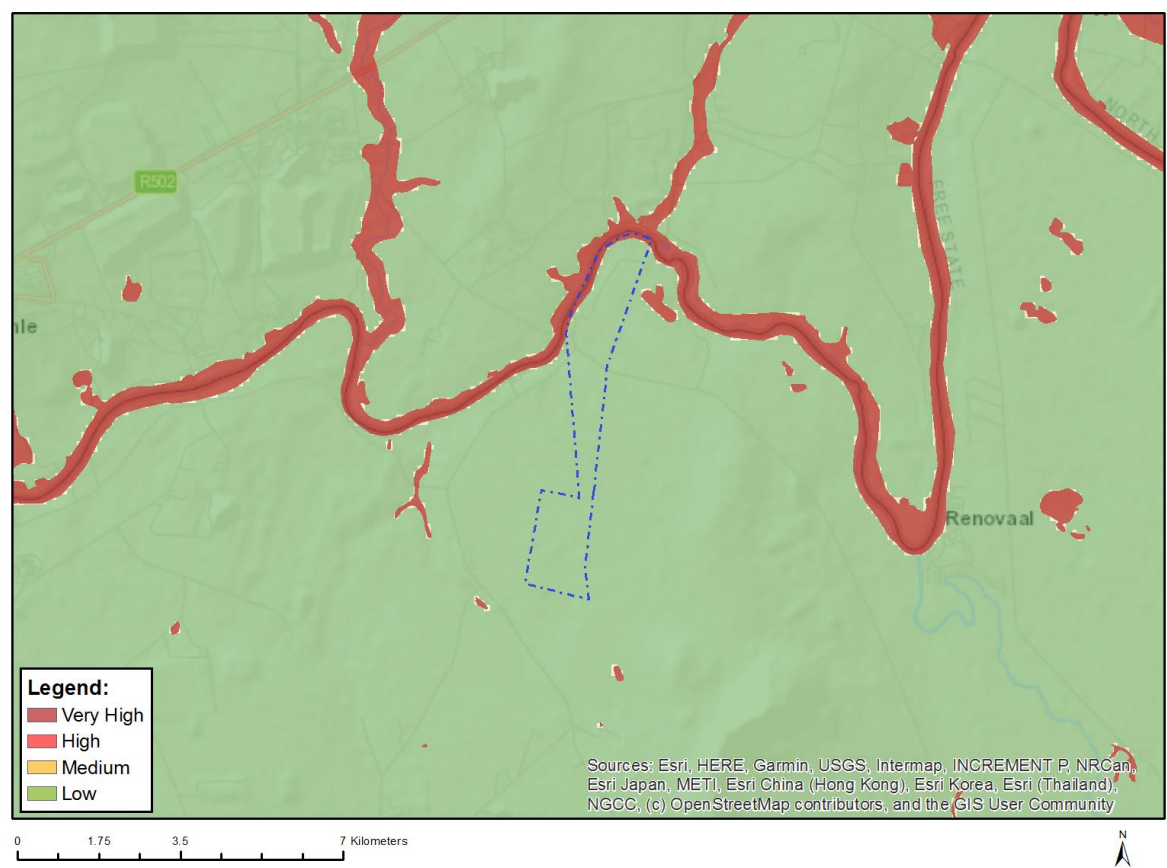 NORTH
R502
FREE STATE
nle
Renovaal
Legend:
Very High
High
Medium
Low
Sources: Esri, HERE, Garmin, USGS, Intermap, INCREMENT P, NRCan,
Esri Japan, METI, Esri China (Hong Kong), Esri Korea, Esri (Thailand),
NGCC, (c) OpenStreetMap contributors, and the GIS User Community
0 1.75 3.5 7 Kilometers
N